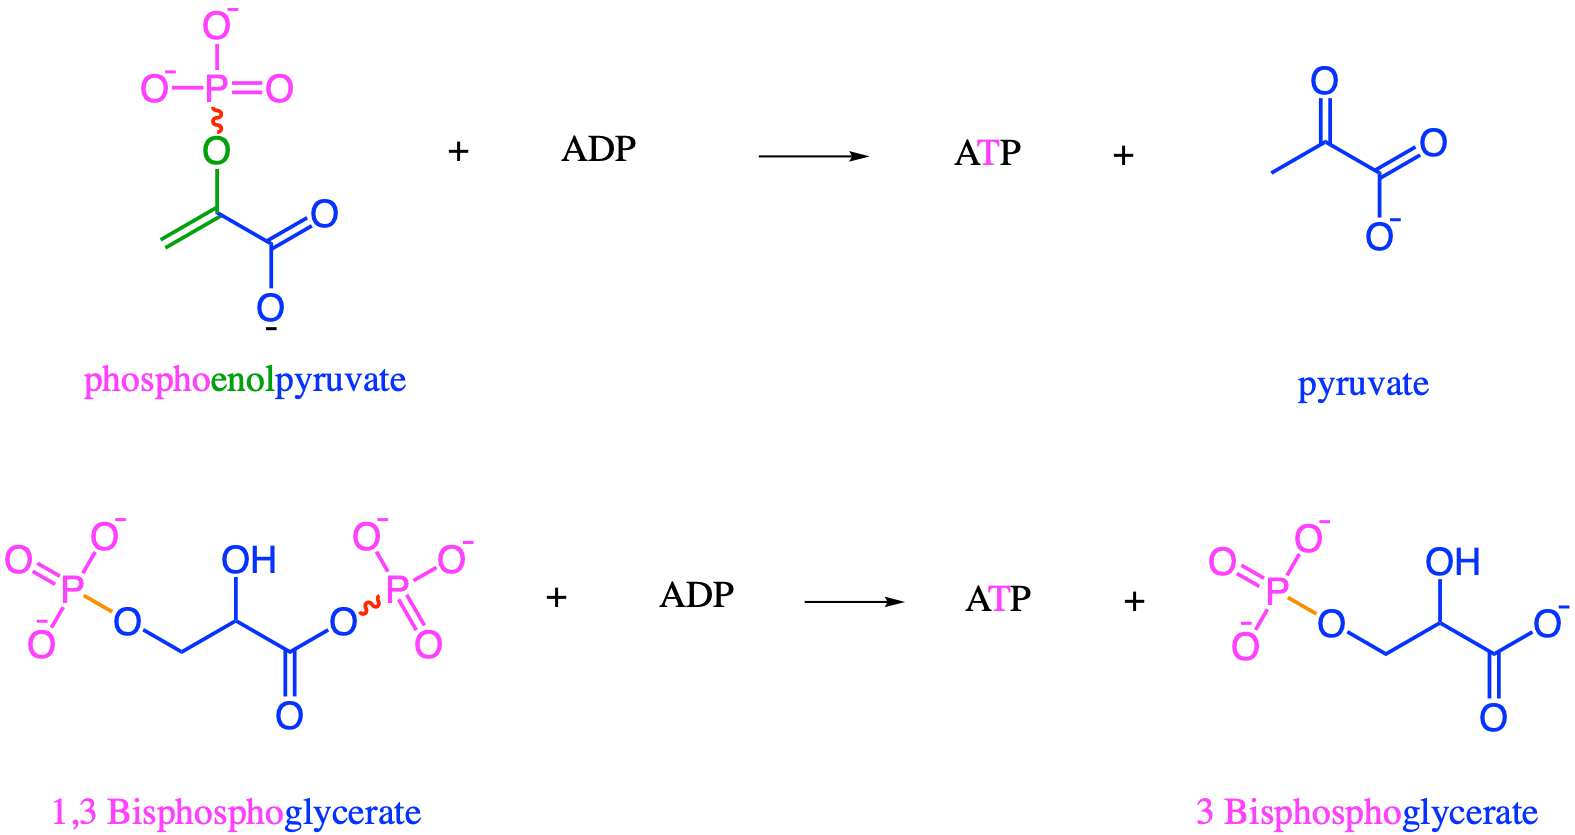 O-
O- P O
O
+ ADP ATP +
O
O
O-
O
O
-
phosphoenolpyruvate
pyruvate
O O- OH O- O-
P P
O- O O O
O
+ ADP ATP +
O O- OH
P
O- O O-
O
1,3 Bisphosphoglycerate
3 Bisphosphoglycerate